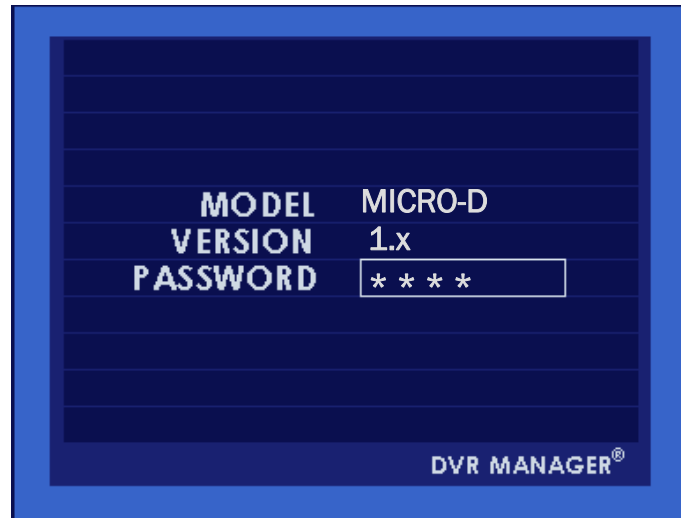 MODEL MICRO-D
VERSION 1.x
PASSWORD * * * *
DVR MANAGER®